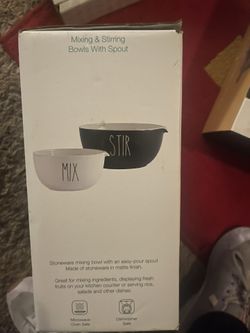 Mixing & Stirring
Bowls With Spout
STIR
MIX
Stoneware mixing bowl with an easy-pour spout
Made of stoneware in matte finish.
Great for mixing ingredients, displaying fresh
fruits on your kitchen counter or serving rice,
salads and other dishes.
Microwave
Oven Safe
Dishwasher
Safe